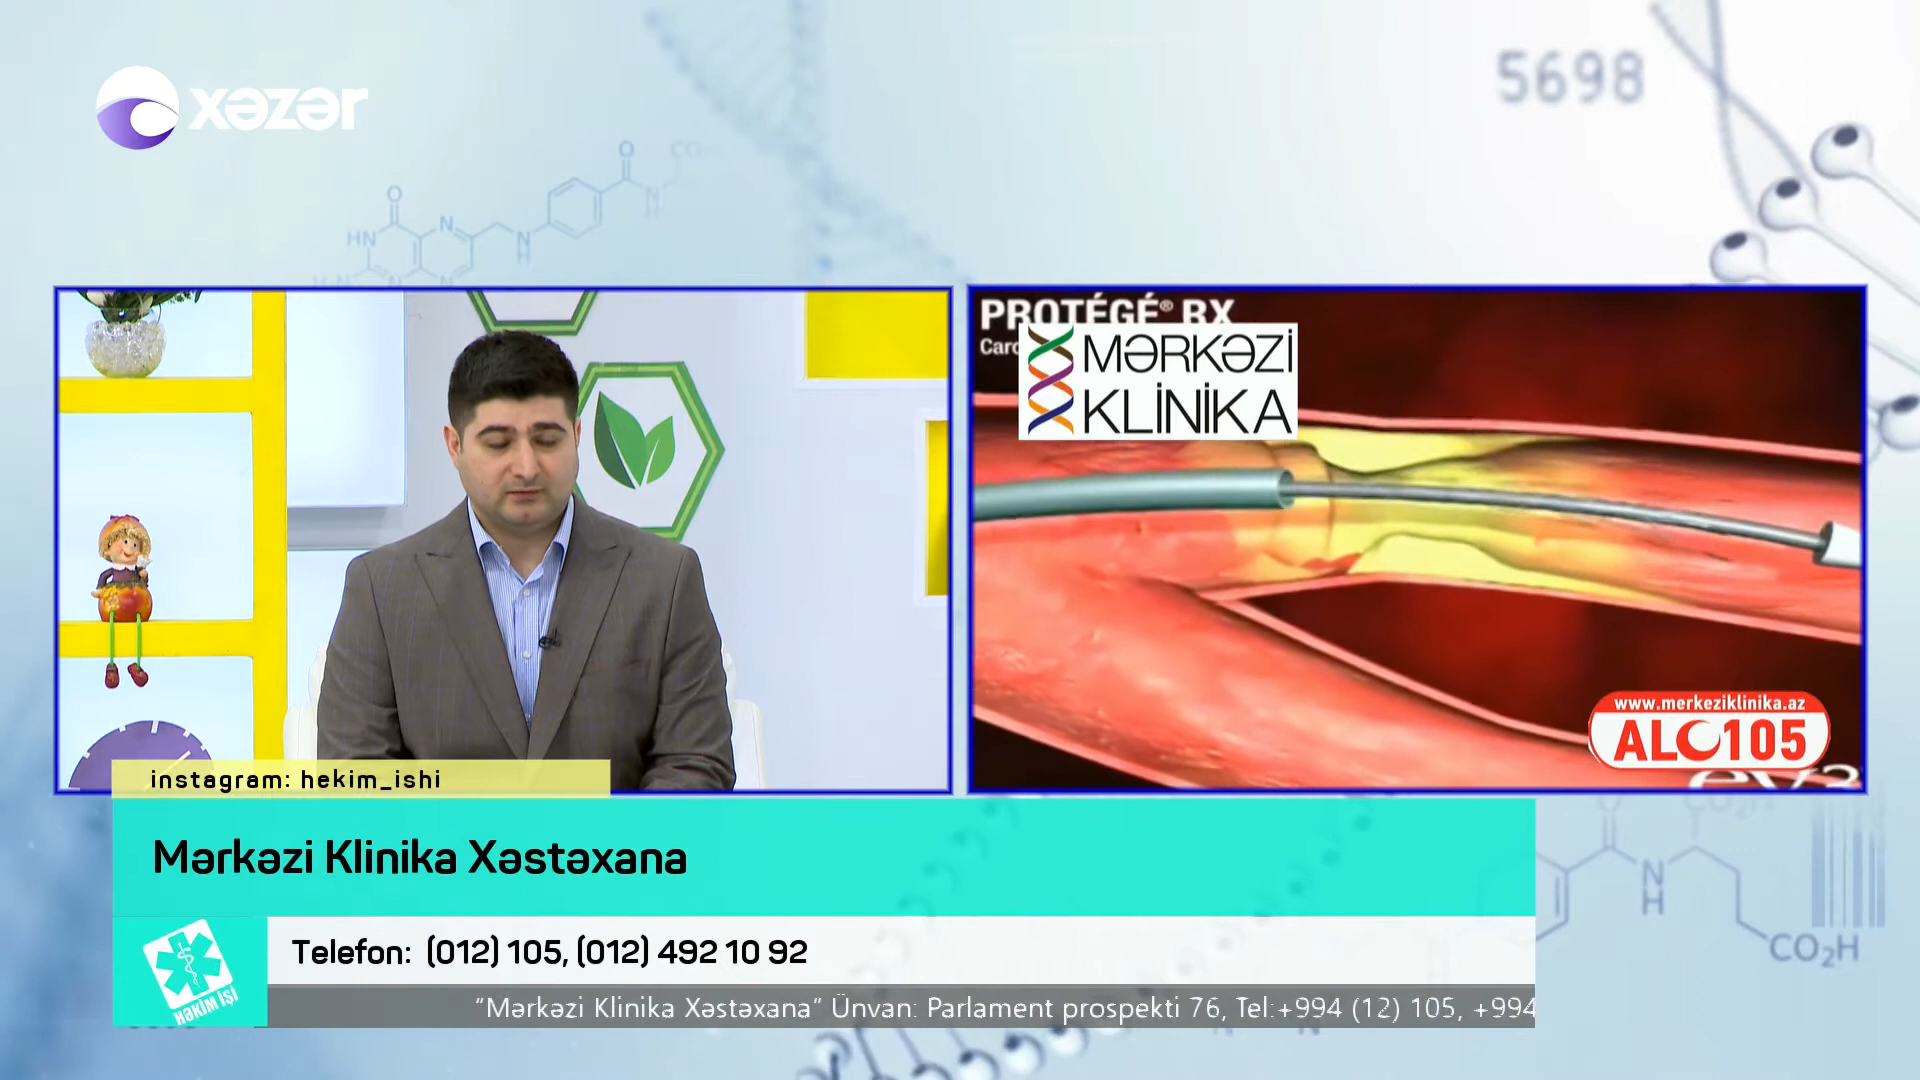 5698
xəzər
O
HN
N
N
H
O
N
H
PROTÉGÉ® RX
MƏRKƏZİ
KLİNİKA
www.merkeziklinika.az
ALO105
ev3
instagram: hekim_ishi
Mərkəzi Klinika Xəstəxana
Telefon: (012) 105, (012) 492 10 92
HƏKİM İŞİ
“Mərkəzi Klinika Xəstəxana” Ünvan: Parlament prospekti 76, Tel:+994 (12) 105, +994
N
H
CO₂H